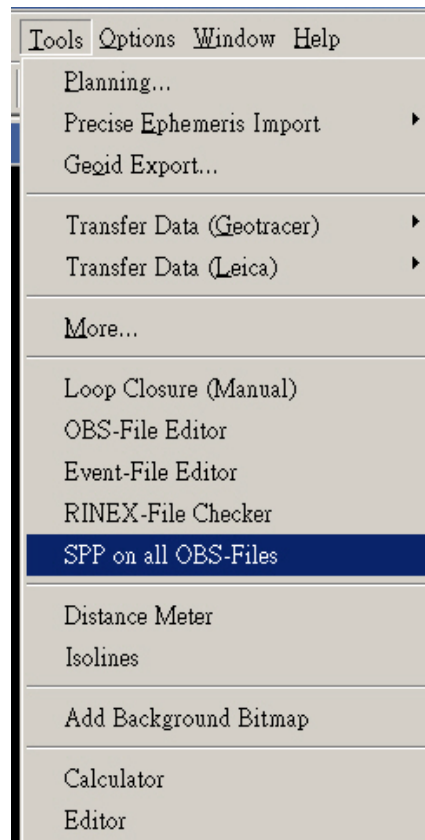 Tools Options Window Help
Planning...
Precise Ephemeris Import
Geoid Export...
Transfer Data (Geotracer)
Transfer Data (Leica)
More...
Loop Closure (Manual)
OBS-File Editor
Event-File Editor
RINEX-File Checker
SPP on all OBS-Files
Distance Meter
Isolines
Add Background Bitmap
Calculator
Editor